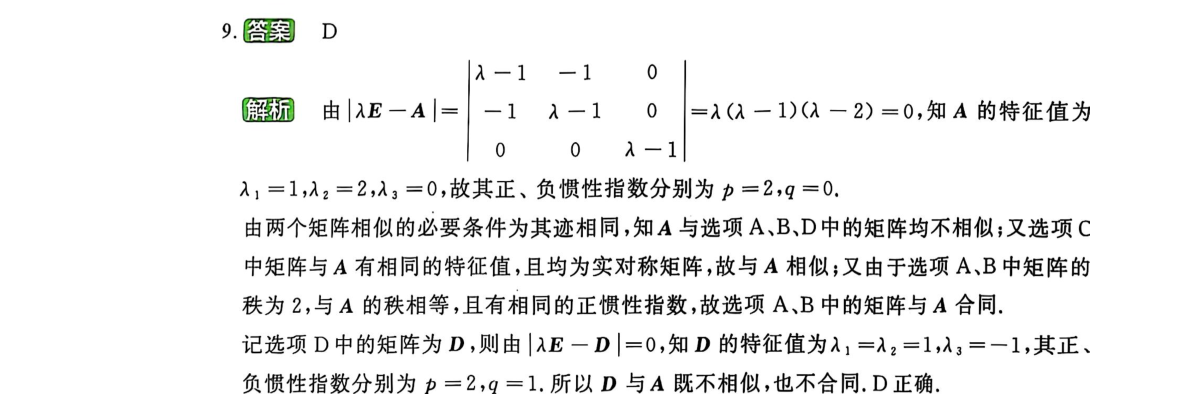 9. 答案 D
解析 由|λE－A|=|λ－1 －1 0
－1 λ－1 0
0 0 λ－1|=λ(λ－1)(λ－2)=0,知 A 的特征值为
λ₁=1,λ₂=2,λ₃=0,故其正、负惯性指数分别为 p=2,q=0.
由两个矩阵相似的必要条件为其迹相同,知 A 与选项 A、B、D 中的矩阵均不相似;又选项 C
中矩阵与 A 有相同的特征值,且均为实对称矩阵,故与 A 相似;又由于选项 A、B 中矩阵的
秩为 2,与 A 的秩相等,且有相同的正惯性指数,故选项 A、B 中的矩阵与 A 合同.
记选项 D 中的矩阵为 D,则由|λE－D|=0,知 D 的特征值为λ₁=λ₂=1,λ₃=－1,其正、
负惯性指数分别为 p=2,q=1.所以 D 与 A 既不相似,也不合同.D 正确.